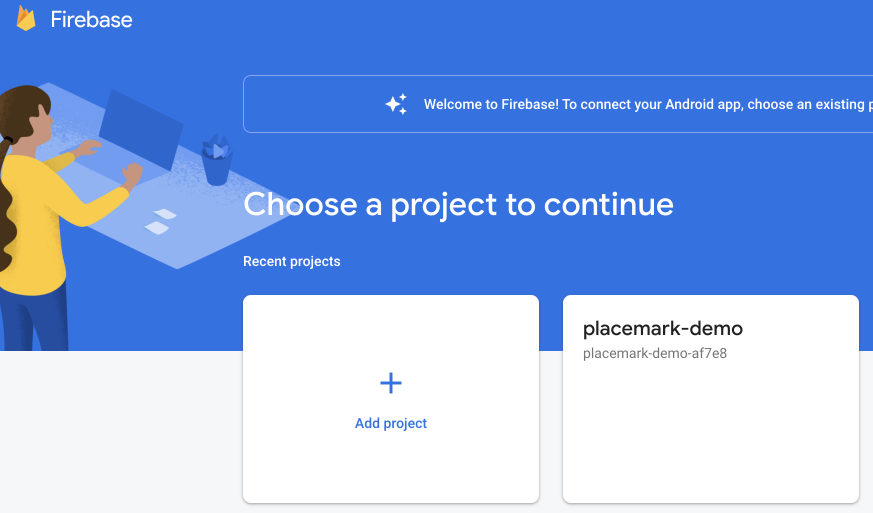 Firebase
Welcome to Firebase! To connect your Android app, choose an existing
Choose a project to continue
Recent projects
Add project
placemark-demo
placemark-demo-af7e8